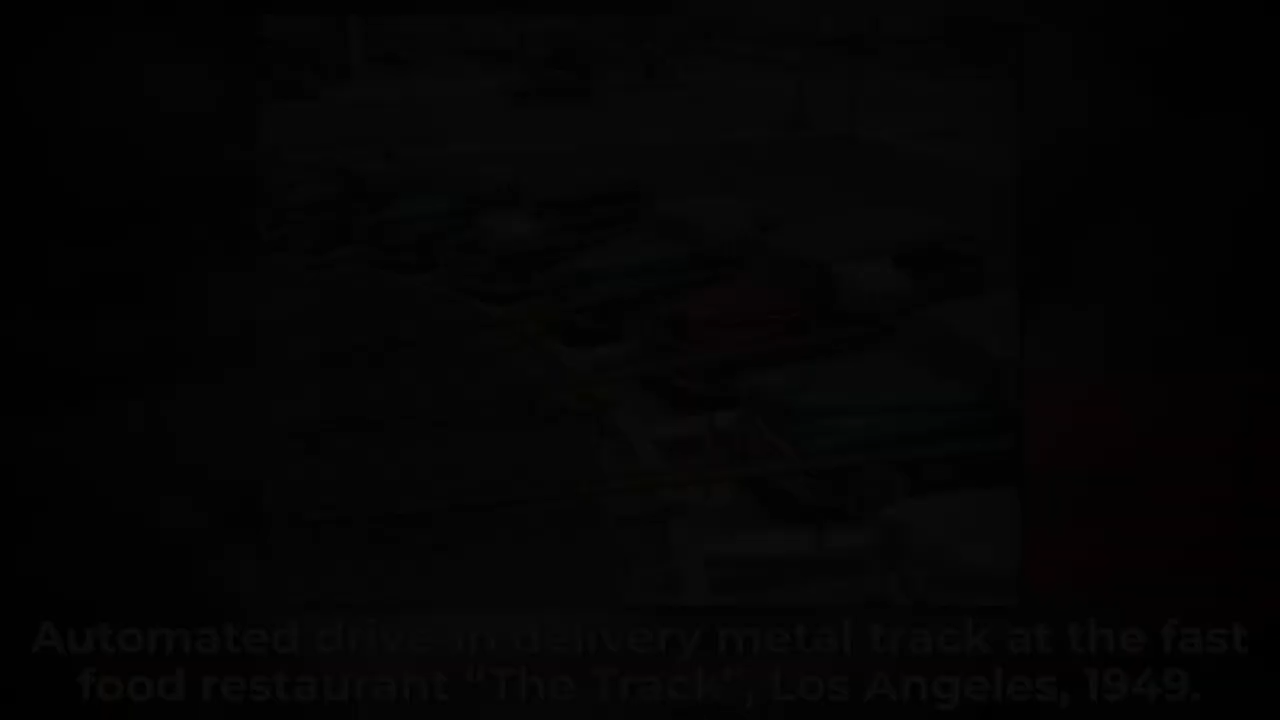 Automated drive-in delivery metal track at the fast
food restaurant “The Track”, Los Angeles, 1949.